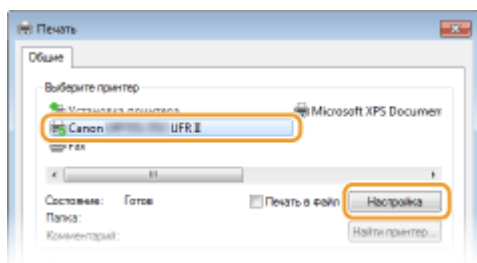 Печать
Общие
Выберите принтер
Установка принтера
Microsoft XPS Documen
Canon UFR II
Fax
Состояние: Готов
Печать в файл
Настройка
Папка:
Комментарий:
Найти принтер...